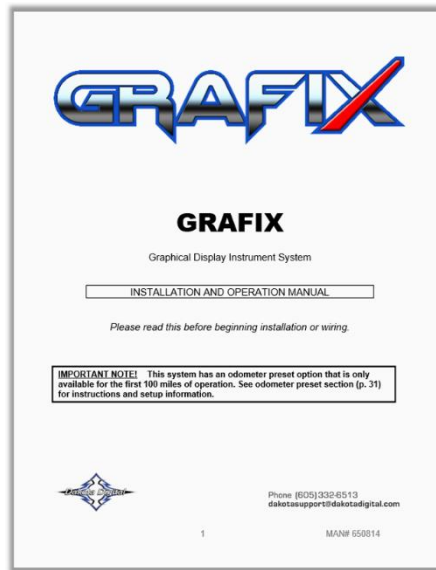 GRAFIX
GRAFIX
Graphical Display Instrument System
INSTALLATION AND OPERATION MANUAL
Please read this before beginning installation or wiring.
IMPORTANT NOTE! This system has an odometer preset option that is only
available for the first 100 miles of operation. See odometer preset section (p. 31)
for instructions and setup information.
Dakota Digital
Phone (605)332-6513
dakotasupport@dakotadigital.com
1 MAN# 650814